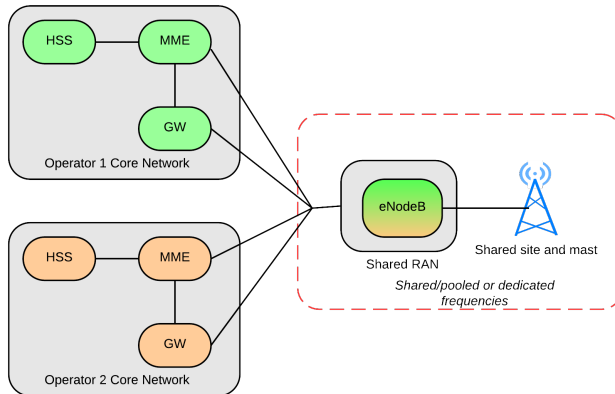 HSS
MME
GW
Operator 1 Core Network
HSS
MME
GW
Operator 2 Core Network
eNodeB
Shared RAN
Shared site and mast
Shared/pooled or dedicated
frequencies